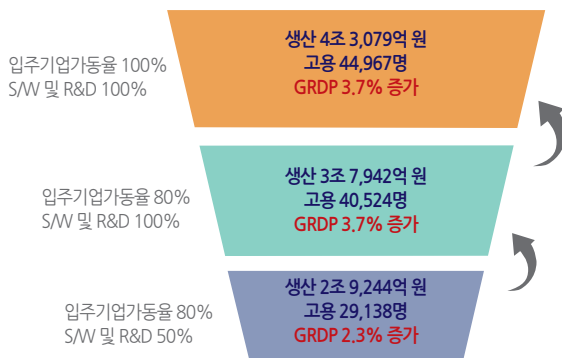 입주기업가동율 100%
S/W 및 R&D 100%
생산 4조 3,079억 원
고용 44,967명
GRDP 3.7% 증가
입주기업가동율 80%
S/W 및 R&D 100%
생산 3조 7,942억 원
고용 40,524명
GRDP 3.7% 증가
입주기업가동율 80%
S/W 및 R&D 50%
생산 2조 9,244억 원
고용 29,138명
GRDP 2.3% 증가